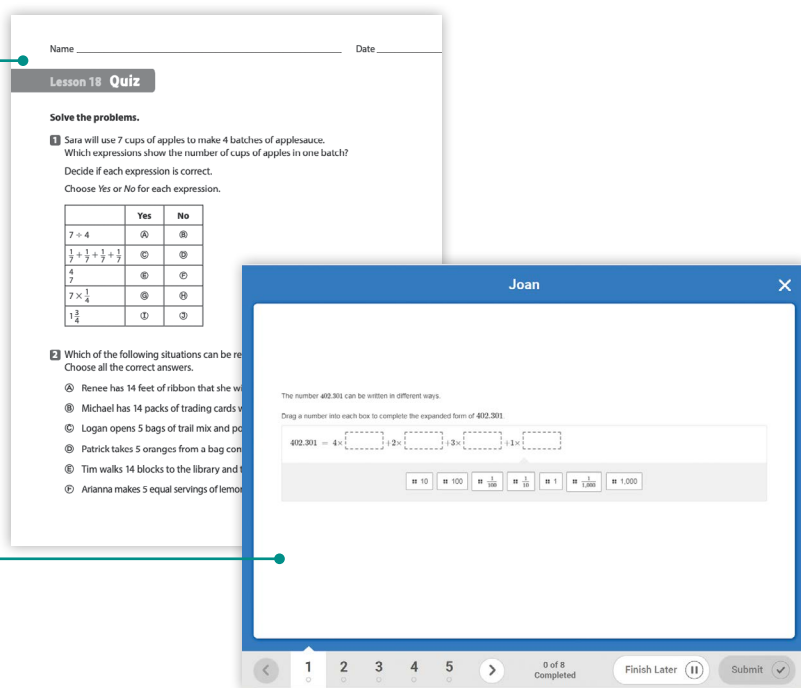 Name Date
Lesson 18 Quiz
Solve the problems.
1 Sara will use 7 cups of apples to make 4 batches of applesauce.
Which expressions show the number of cups of apples in one batch?
Decide if each expression is correct.
Choose Yes or No for each expression.
Yes No
7 ÷ 4 Ⓐ Ⓑ
1/7 + 1/7 + 1/7 + 1/7 Ⓒ Ⓓ
4/7 Ⓔ Ⓕ
7 × 1/4 Ⓖ Ⓗ
1 3/4 Ⓘ Ⓙ
2 Which of the following situations can be re
Choose all the correct answers.
Ⓐ Renee has 14 feet of ribbon that she wi
Ⓑ Michael has 14 packs of trading cards w
Ⓒ Logan opens 5 bags of trail mix and po
Ⓓ Patrick takes 5 oranges from a bag con
Ⓔ Tim walks 14 blocks to the library and t
Ⓕ Arianna makes 5 equal servings of lemo
Joan
The number 402.301 can be written in different ways.
Drag a number into each box to complete the expanded form of 402.301.
402.301 = 4× +2× +3× +1×
10 100 1/100 1/10 1 1/1,000 1,000
1 2 3 4 5
0 of 8
Completed
Finish Later
Submit